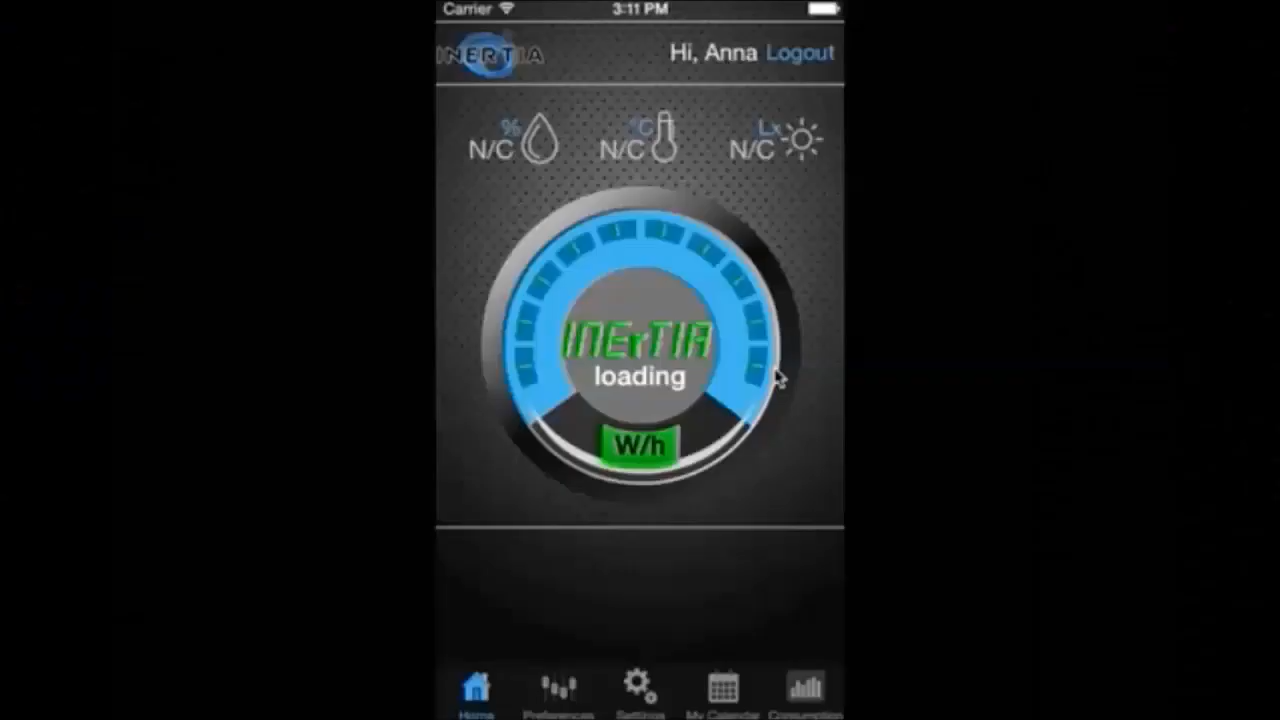 Carrier 3:11 PM
INERTIA Hi, Anna Logout
% °C Lx
N/C N/C N/C
INErTIA
loading
W/h
Home Preferences Settings My Calendar Consumption